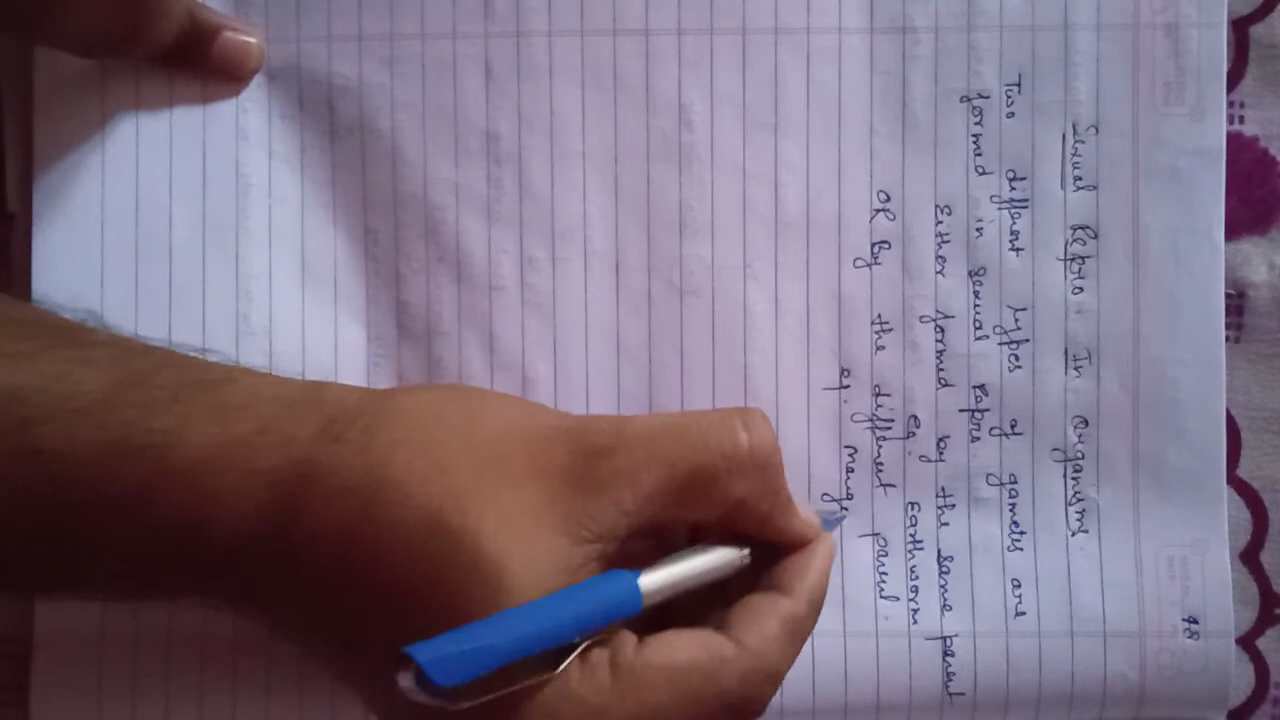 48
Sexual Repro. In organisms.
Two different types of gametes are
formed in sexual repro.
Either formed by the same parent
eg. Earthworm
OR By the different parent.
eg. Mango